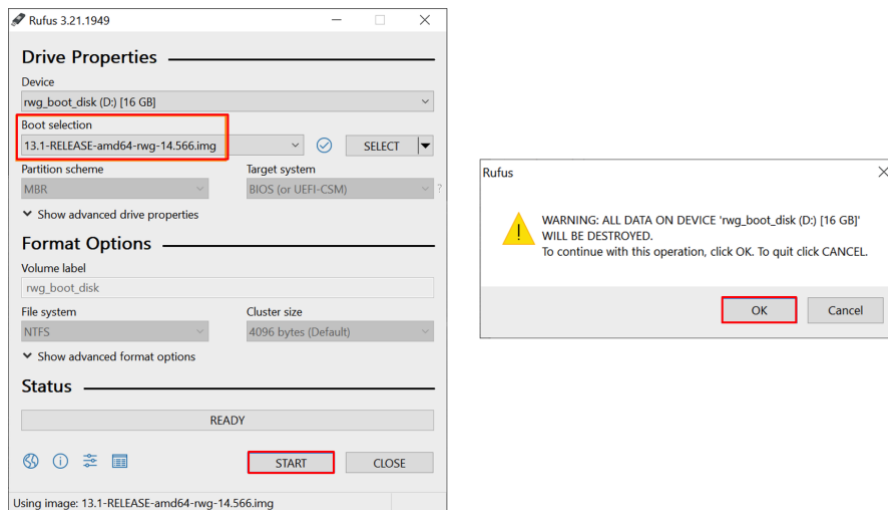 Rufus 3.21.1949
Drive Properties
Device
rwg_boot_disk (D:) [16 GB]
Boot selection
13.1-RELEASE-amd64-rwg-14.566.img
SELECT
Partition scheme
Target system
MBR
BIOS (or UEFI-CSM)
?
Show advanced drive properties
Format Options
Volume label
rwg_boot_disk
File system
Cluster size
NTFS
4096 bytes (Default)
Show advanced format options
Status
READY
START
CLOSE
Using image: 13.1-RELEASE-amd64-rwg-14.566.img
Rufus
WARNING: ALL DATA ON DEVICE 'rwg_boot_disk (D:) [16 GB]'
WILL BE DESTROYED.
To continue with this operation, click OK. To quit click CANCEL.
OK
Cancel